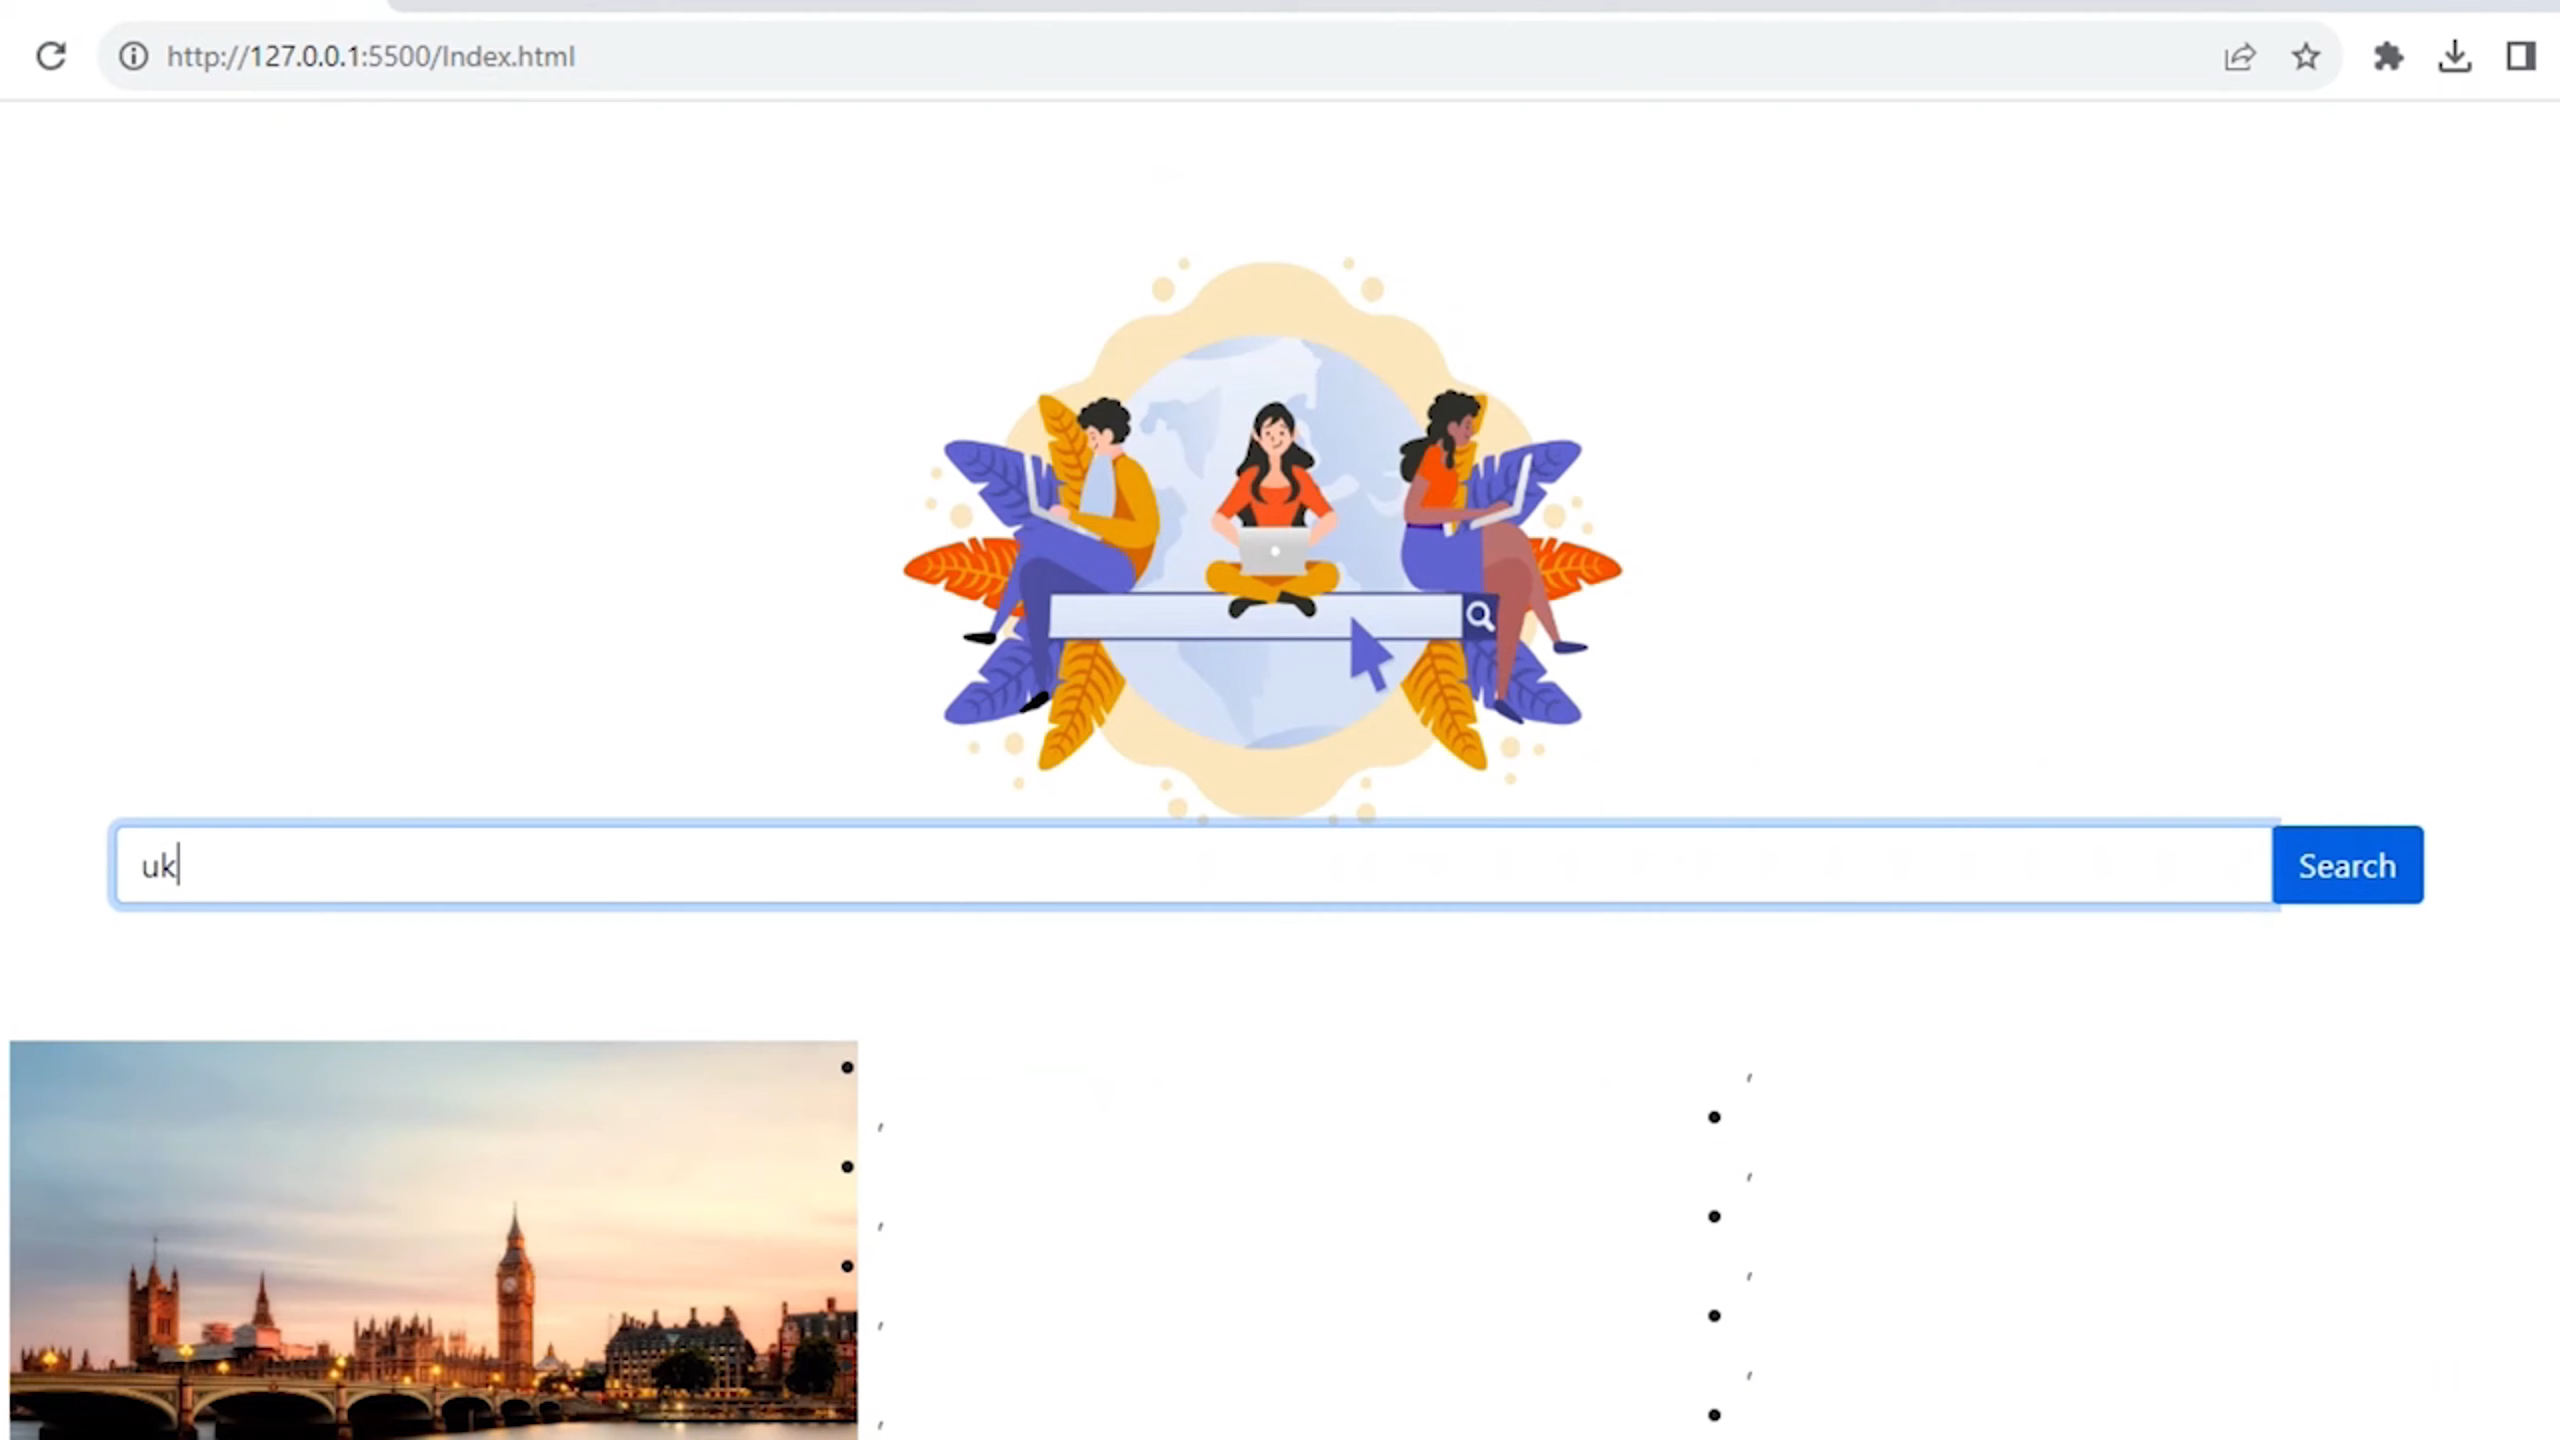 http://127.0.0.1:5500/Index.html
uk
Search
,
,
,
,
,
,
,
,